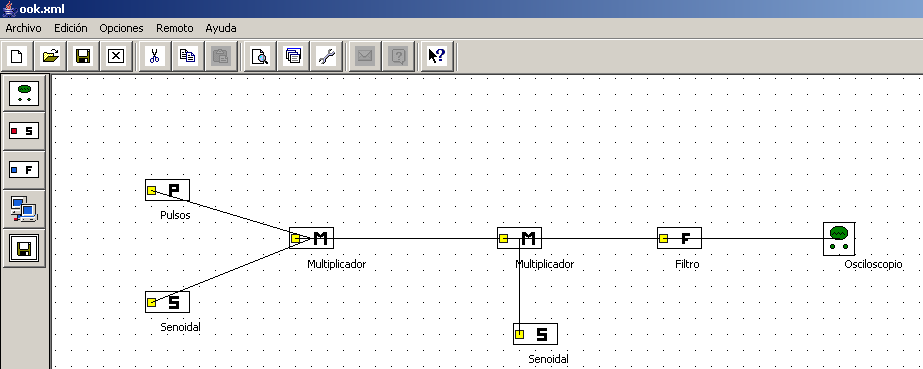 ook.xml
Archivo Edición Opciones Remoto Ayuda
S
F
P
Pulsos
M
Multiplicador
M
Multiplicador
F
Filtro
Osciloscopio
S
Senoidal
S
Senoidal